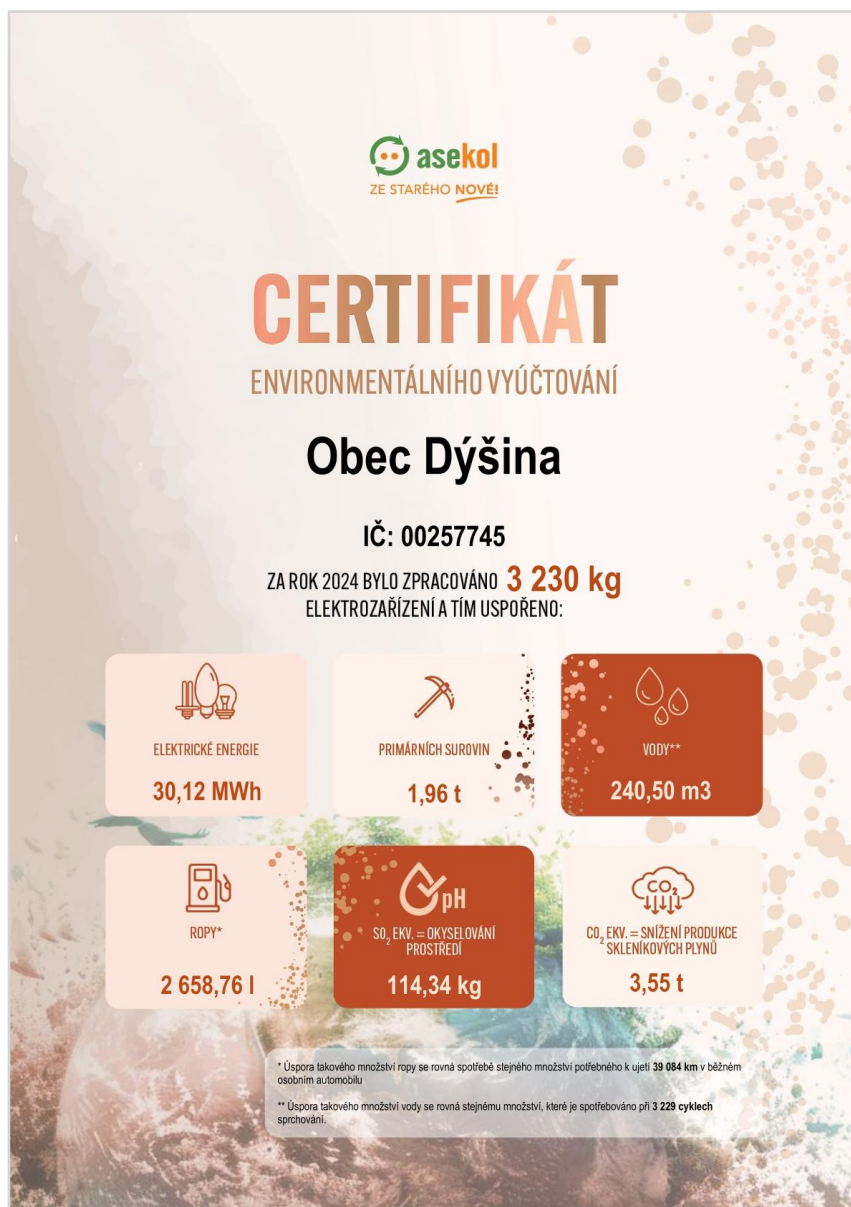 asekol
ZE STARÉHO NOVÉ!
CERTIFIKÁT
ENVIRONMENTÁLNÍHO VYÚČTOVÁNÍ
Obec Dýšina
IČ: 00257745
ZA ROK 2024 BYLO ZPRACOVÁNO 3 230 kg
ELEKTROZAŘÍZENÍ A TÍM USPOŘENO:
ELEKTRICKÉ ENERGIE
30,12 MWh
PRIMÁRNÍCH SUROVIN
1,96 t
VODY**
240,50 m3
ROPY*
2 658,76 l
pH
SO₂ EKV. = OKYSELOVÁNÍ
PROSTŘEDÍ
114,34 kg
CO₂
CO₂ EKV. = SNÍŽENÍ PRODUKCE
SKLENÍKOVÝCH PLYNŮ
3,55 t
* Úspora takového množství ropy se rovná spotřebě stejného množství potřebného k ujetí 39 084 km v běžném
osobním automobilu
** Úspora takového množství vody se rovná stejnému množství, které je spotřebováno při 3 229 cyklech
sprchování.